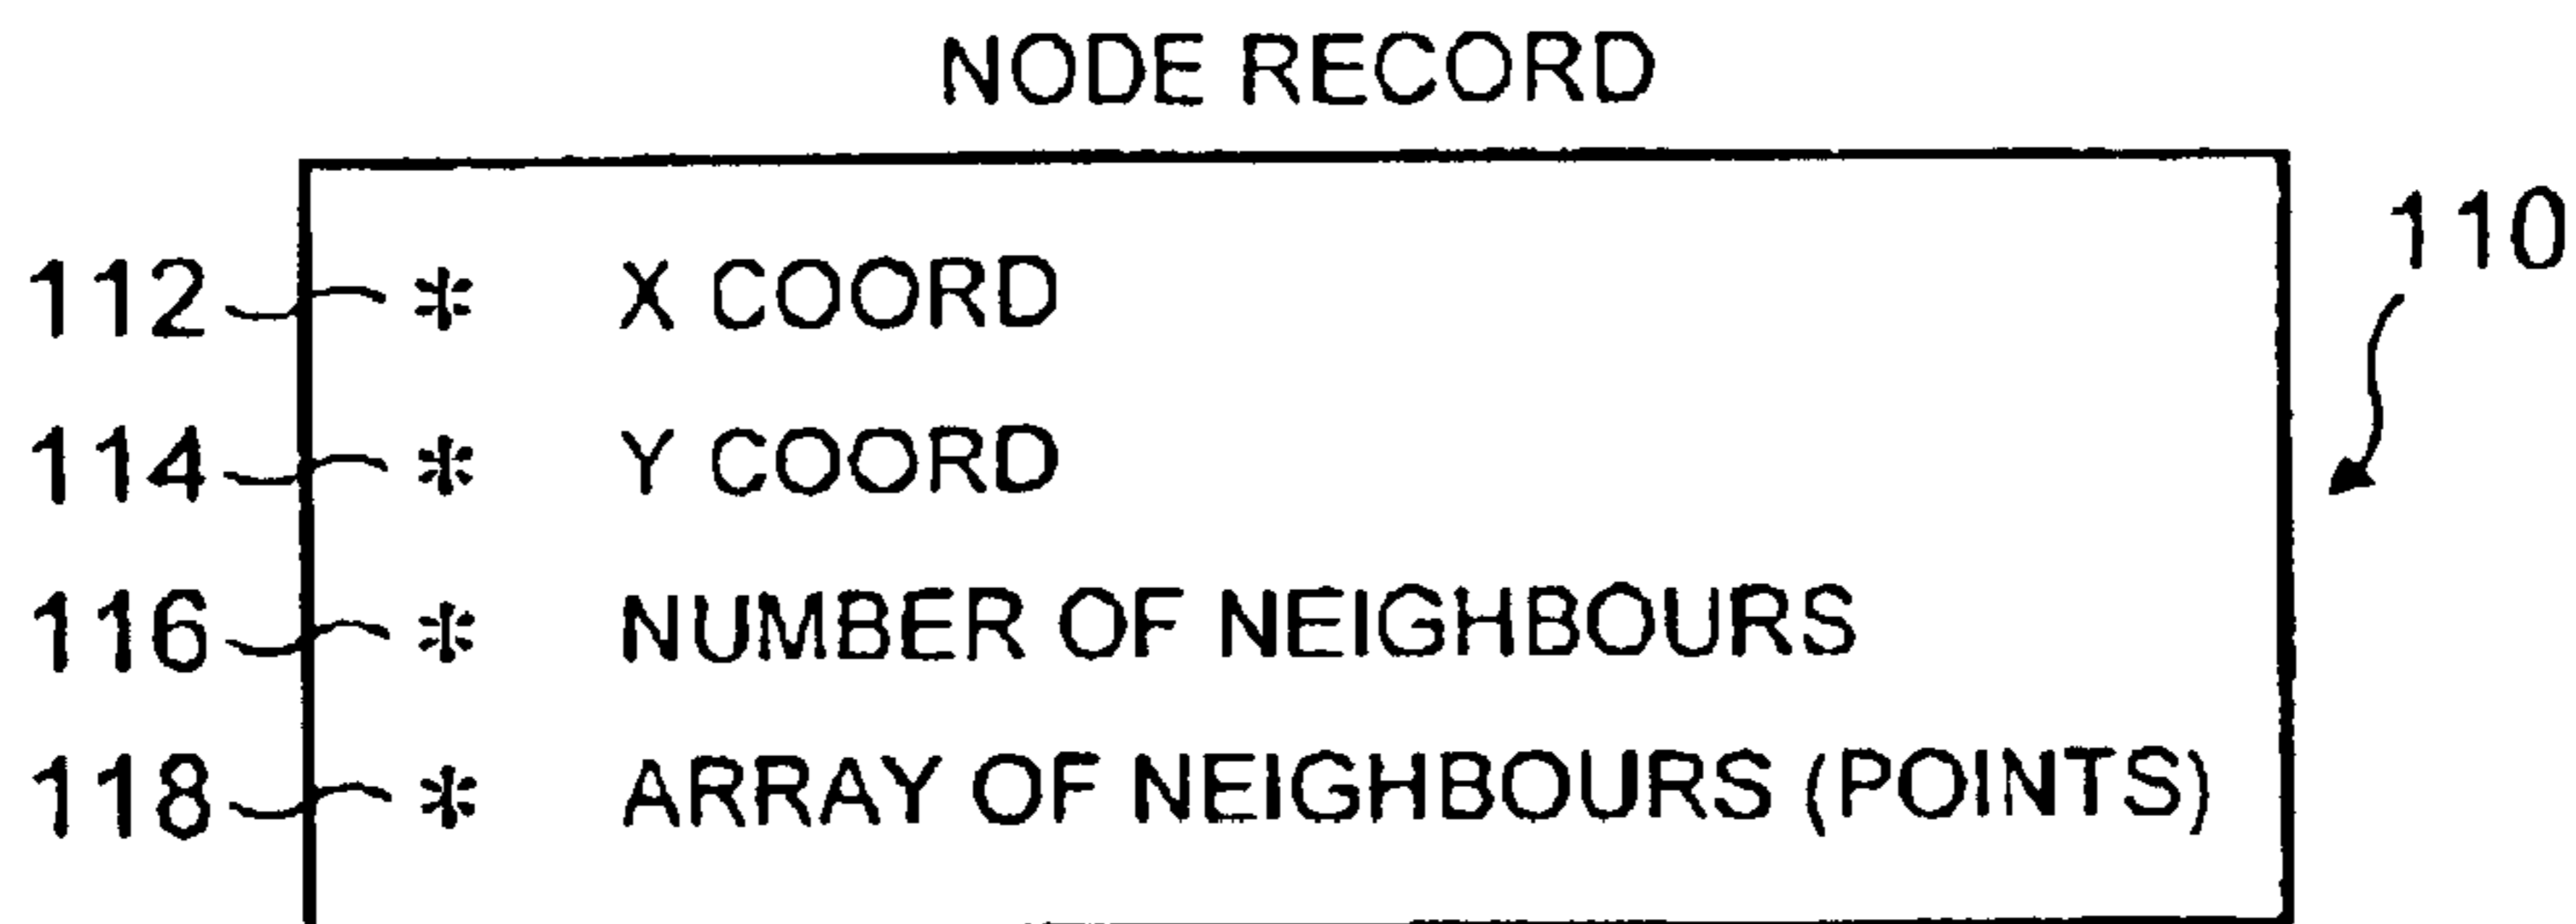 NODE RECORD
110
112 * X COORD
114 * Y COORD
116 * NUMBER OF NEIGHBOURS
118 * ARRAY OF NEIGHBOURS (POINTS)